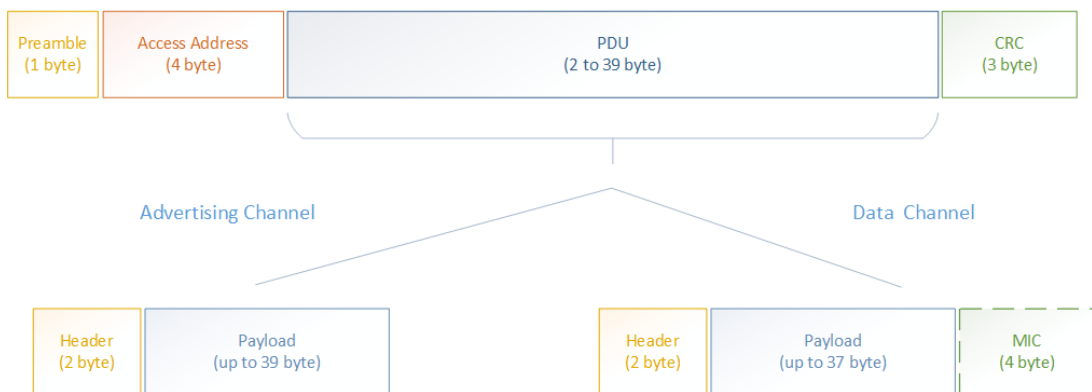 Preamble
(1 byte)
Access Address
(4 byte)
PDU
(2 to 39 byte)
CRC
(3 byte)
Advertising Channel
Data Channel
Header
(2 byte)
Payload
(up to 39 byte)
Header
(2 byte)
Payload
(up to 37 byte)
MIC
(4 byte)